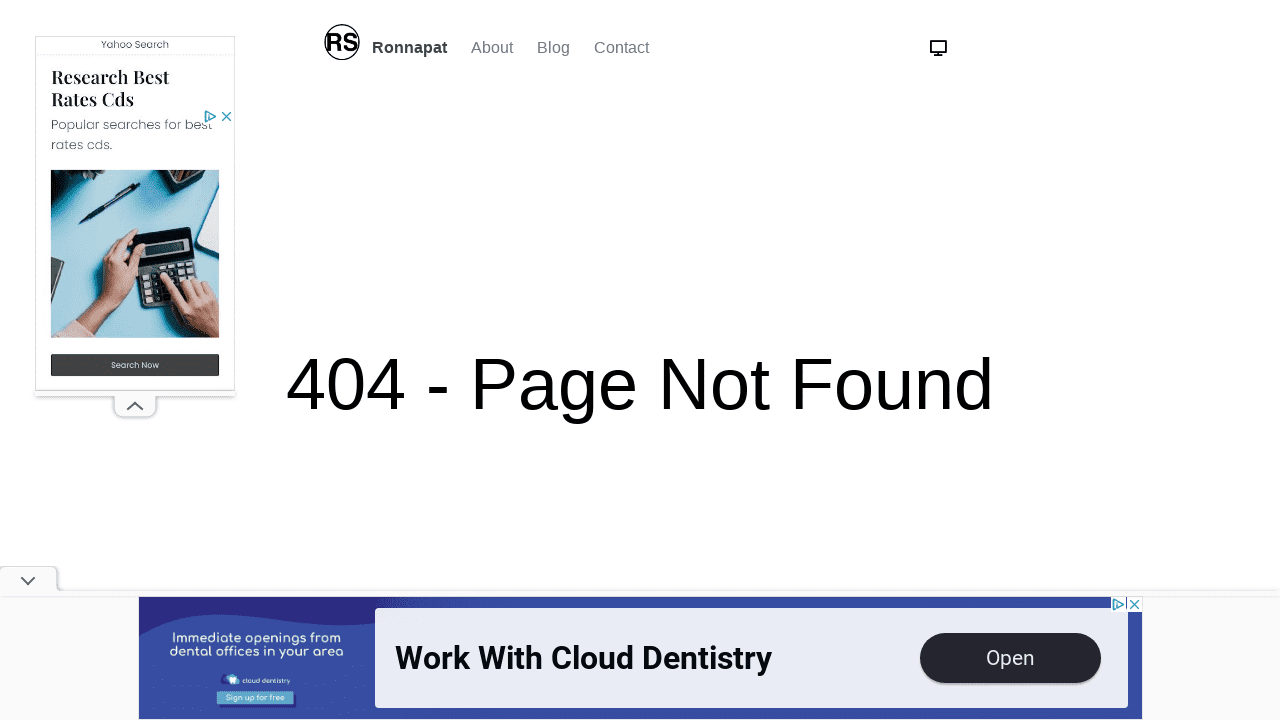 RS
Ronnapat
About
Blog
Contact
Yahoo Search
Research Best
Rates Cds
Popular searches for best
rates cds.
Search Now
404 - Page Not Found
Immediate openings from
dental offices in your area
cloud dentistry
Sign up for free
Work With Cloud Dentistry
Open